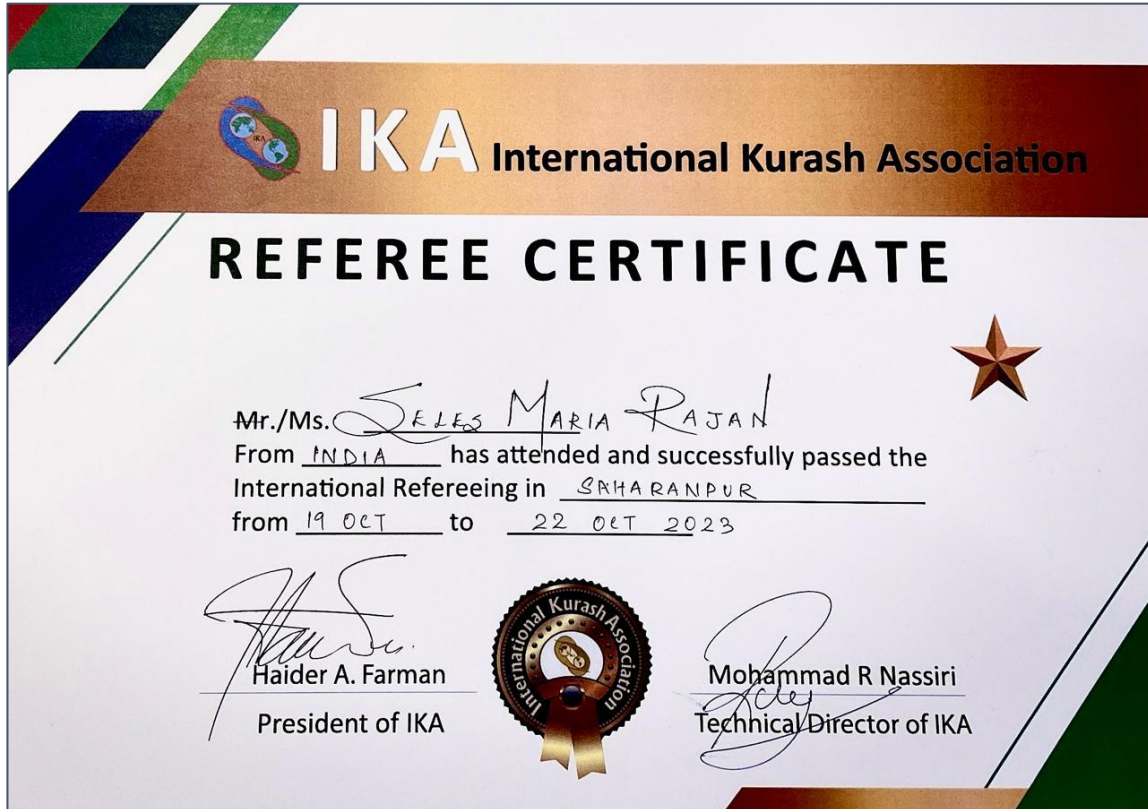 IKA International Kurash Association
IKA
REFEREE CERTIFICATE
Mr./Ms. SELES MARIA RAJAN
From INDIA has attended and successfully passed the
International Refereeing in SAHARANPUR
from 19 OCT to 22 OCT 2023
International Kurash Association
Haider A. Farman
Mohammad R Nassiri
President of IKA
Technical Director of IKA